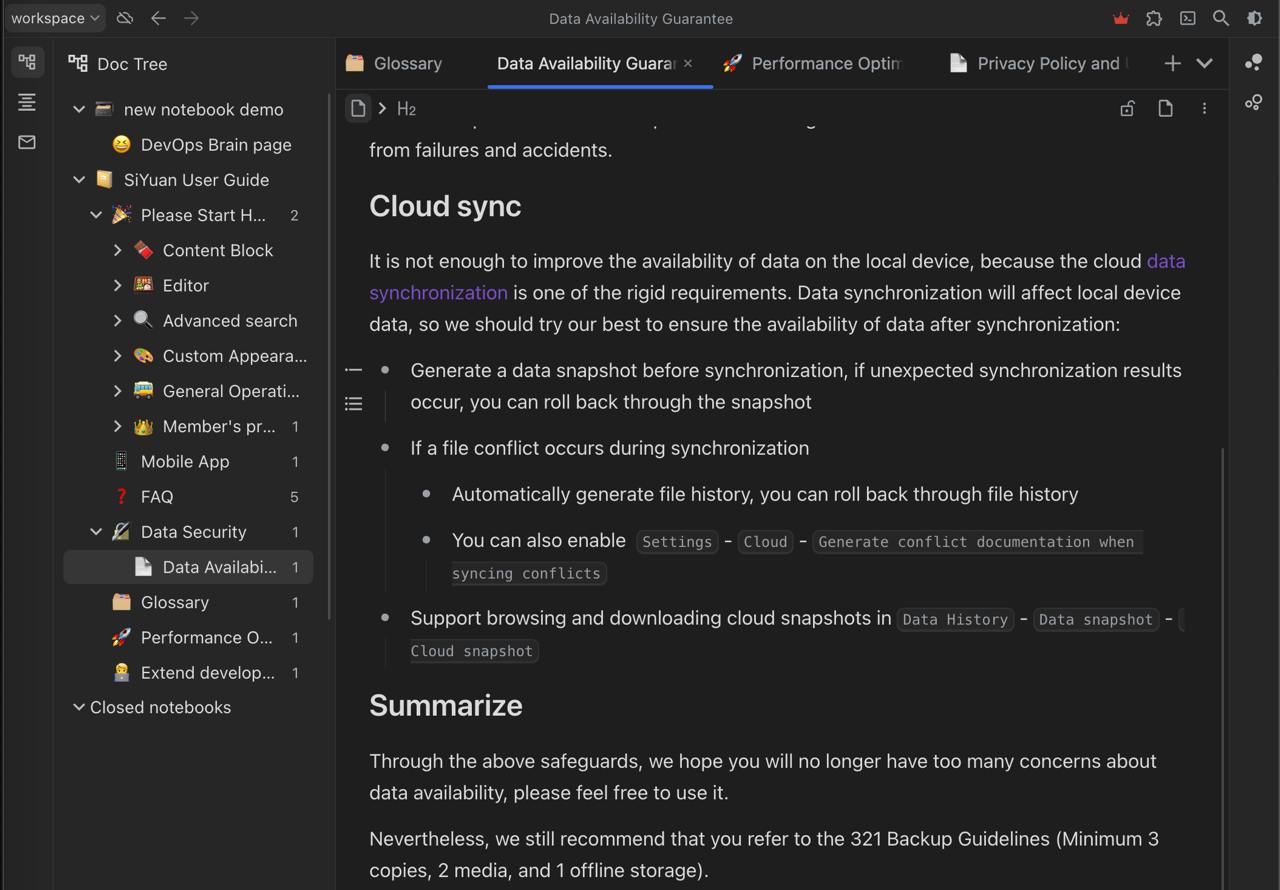 workspace
Data Availability Guarantee
Doc Tree
new notebook demo
DevOps Brain page
SiYuan User Guide
Please Start H... 2
Content Block
Editor
Advanced search
Custom Appeara...
General Operati...
Member's pr... 1
Mobile App 1
FAQ 5
Data Security 1
Data Availabi... 1
Glossary 1
Performance O... 1
Extend develop... 1
Closed notebooks
Glossary
Data Availability Guarar
Performance Optim
Privacy Policy and
H2
from failures and accidents.
Cloud sync
It is not enough to improve the availability of data on the local device, because the cloud data
synchronization is one of the rigid requirements. Data synchronization will affect local device
data, so we should try our best to ensure the availability of data after synchronization:
Generate a data snapshot before synchronization, if unexpected synchronization results
occur, you can roll back through the snapshot
If a file conflict occurs during synchronization
Automatically generate file history, you can roll back through file history
You can also enable Settings - Cloud - Generate conflict documentation when
syncing conflicts
Support browsing and downloading cloud snapshots in Data History - Data snapshot -
Cloud snapshot
Summarize
Through the above safeguards, we hope you will no longer have too many concerns about
data availability, please feel free to use it.
Nevertheless, we still recommend that you refer to the 321 Backup Guidelines (Minimum 3
copies, 2 media, and 1 offline storage).